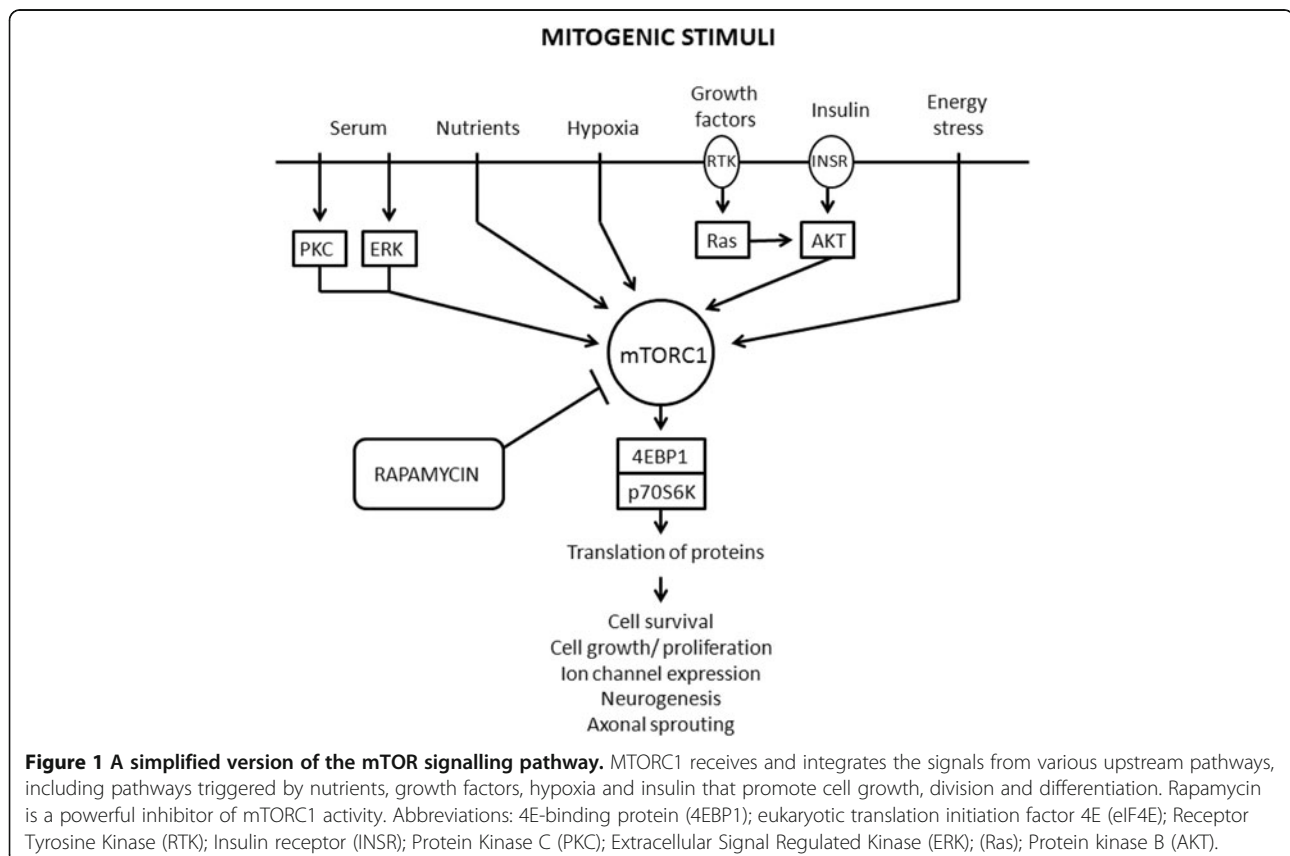 MITOGENIC STIMULI
Serum
Nutrients
Hypoxia
Growth
factors
Insulin
Energy
stress
RTK
INSR
PKC
ERK
Ras
AKT
mTORC1
RAPAMYCIN
4EBP1
p70S6K
Translation of proteins
Cell survival
Cell growth/ proliferation
Ion channel expression
Neurogenesis
Axonal sprouting
Figure 1 A simplified version of the mTOR signalling pathway. MTORC1 receives and integrates the signals from various upstream pathways,
including pathways triggered by nutrients, growth factors, hypoxia and insulin that promote cell growth, division and differentiation. Rapamycin
is a powerful inhibitor of mTORC1 activity. Abbreviations: 4E-binding protein (4EBP1); eukaryotic translation initiation factor 4E (eIF4E); Receptor
Tyrosine Kinase (RTK); Insulin receptor (INSR); Protein Kinase C (PKC); Extracellular Signal Regulated Kinase (ERK); (Ras); Protein kinase B (AKT).